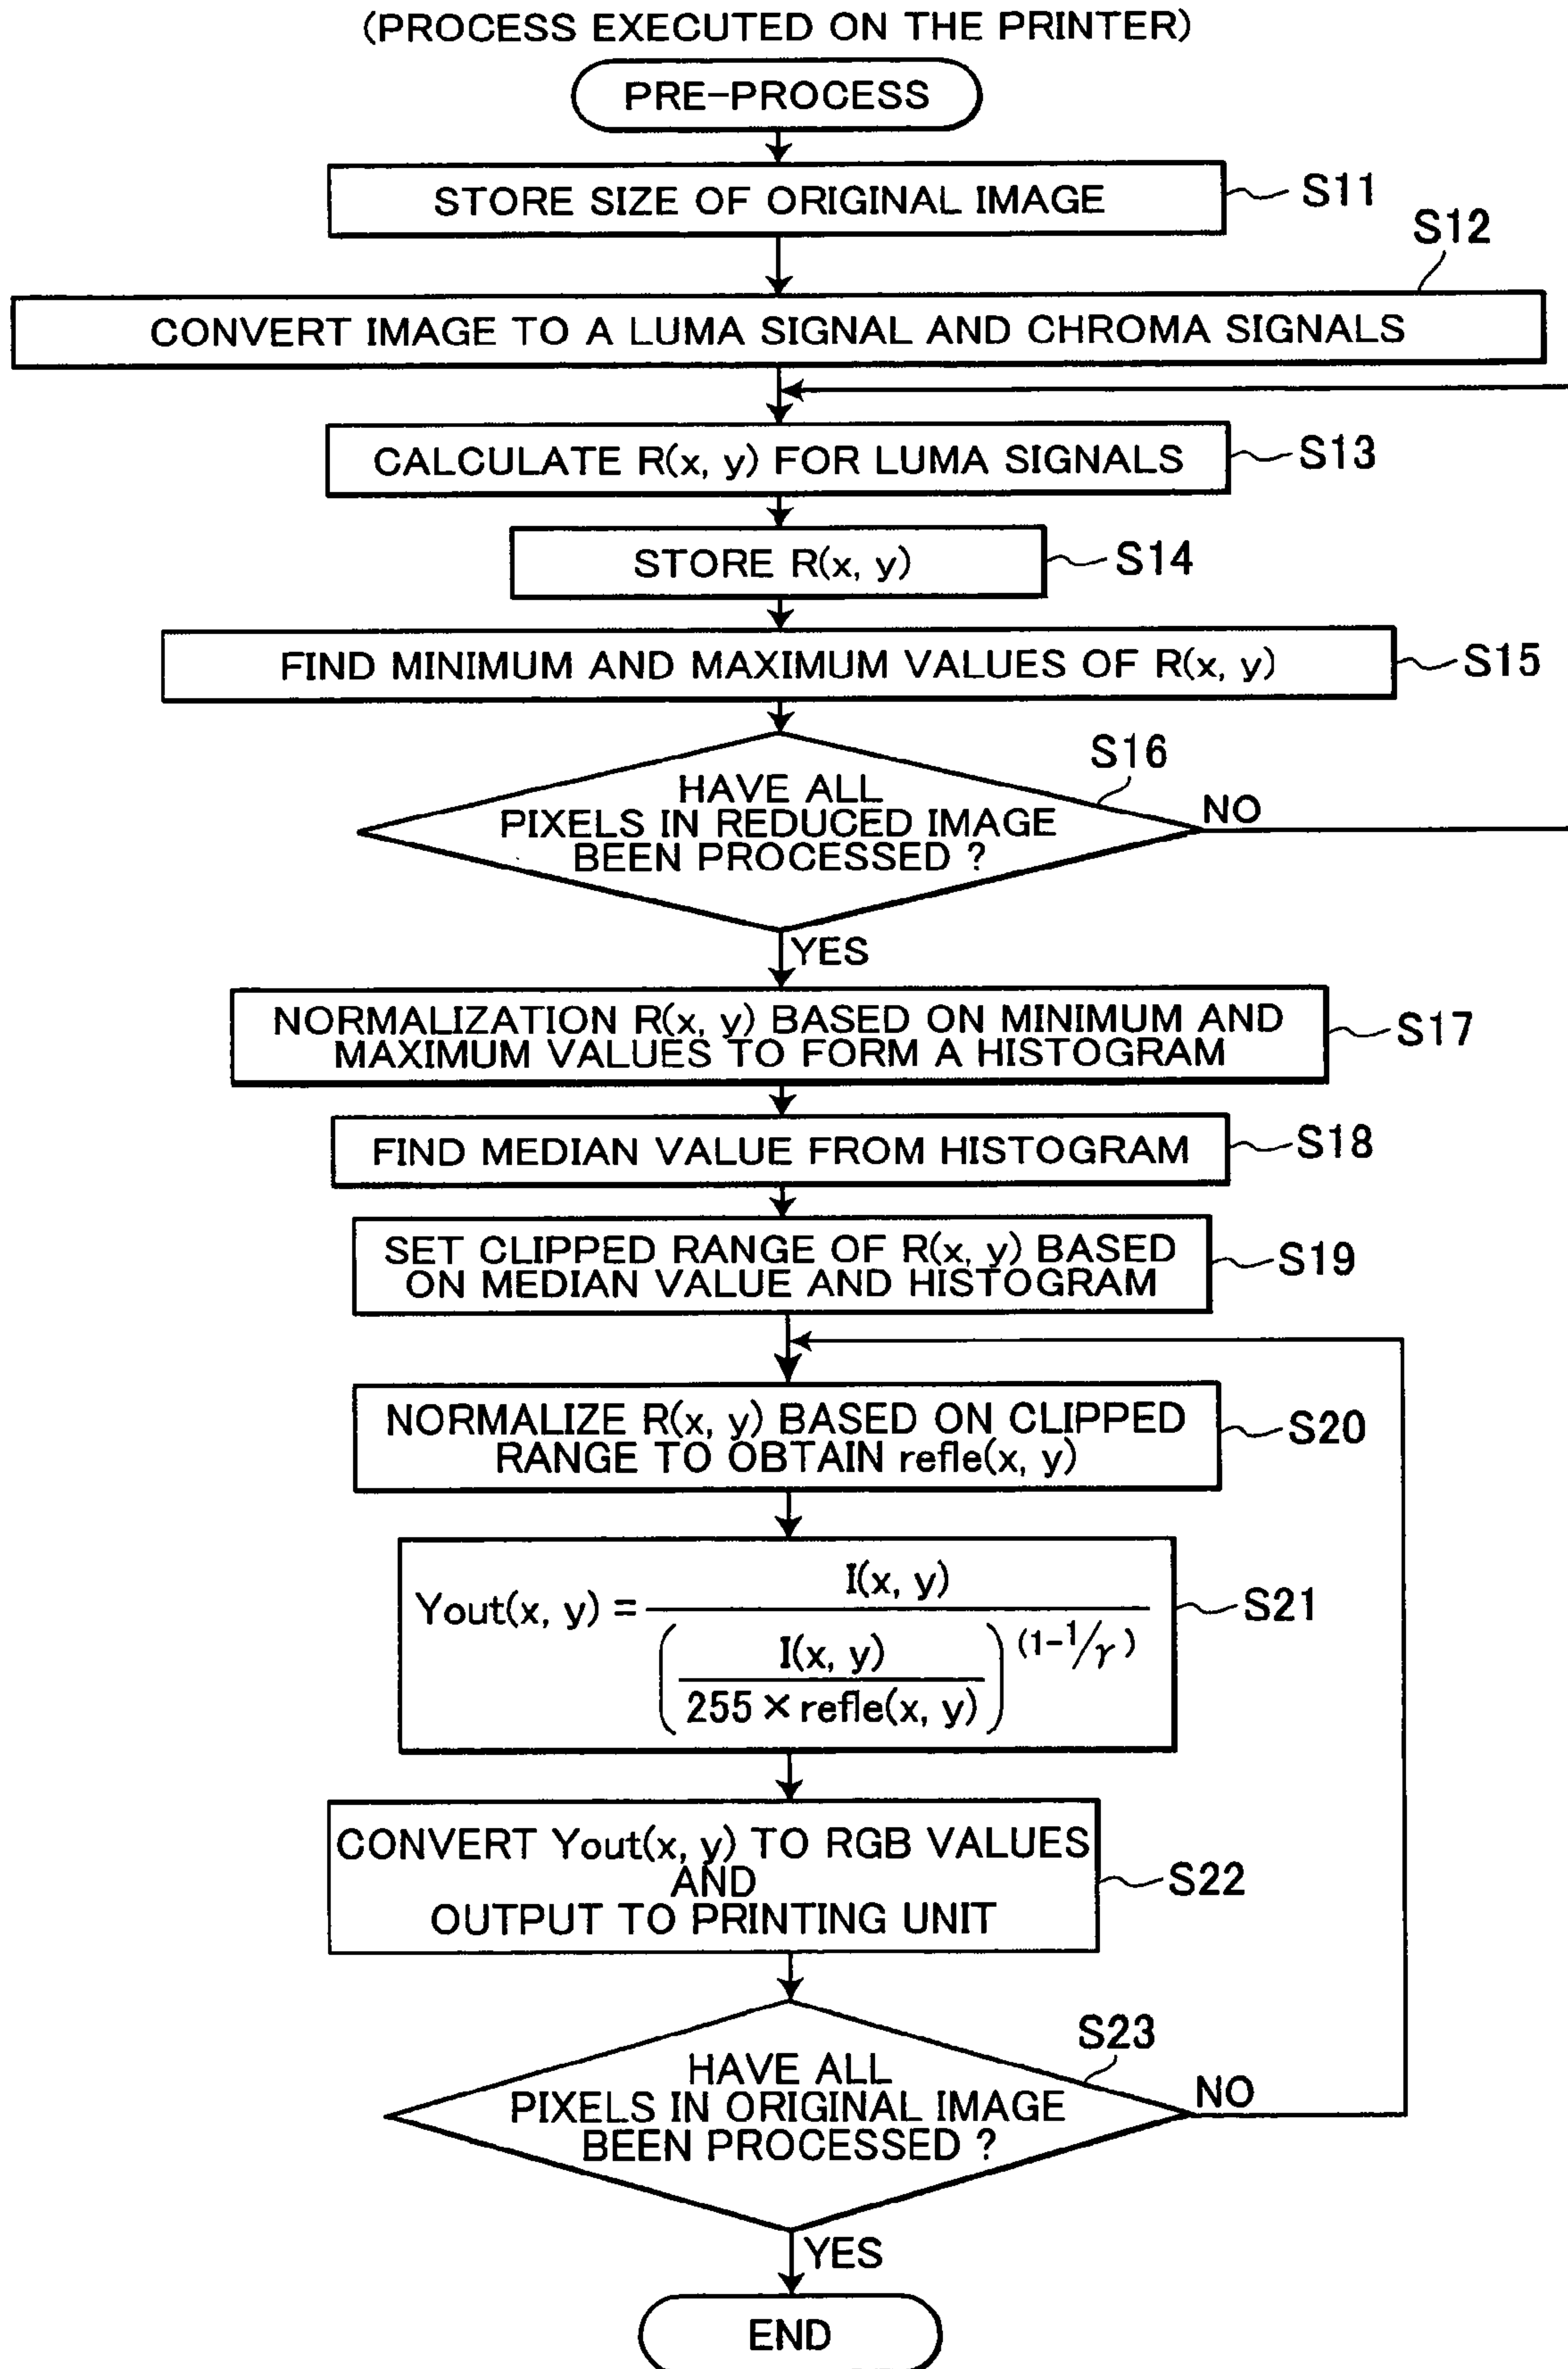 (PROCESS EXECUTED ON THE PRINTER)
PRE-PROCESS
STORE SIZE OF ORIGINAL IMAGE
S11
S12
CONVERT IMAGE TO A LUMA SIGNAL AND CHROMA SIGNALS
CALCULATE R(x, y) FOR LUMA SIGNALS
S13
STORE R(x, y)
S14
FIND MINIMUM AND MAXIMUM VALUES OF R(x, y)
S15
S16
HAVE ALL
PIXELS IN REDUCED IMAGE
BEEN PROCESSED ?
NO
YES
NORMALIZATION R(x, y) BASED ON MINIMUM AND
MAXIMUM VALUES TO FORM A HISTOGRAM
S17
FIND MEDIAN VALUE FROM HISTOGRAM
S18
SET CLIPPED RANGE OF R(x, y) BASED
ON MEDIAN VALUE AND HISTOGRAM
S19
NORMALIZE R(x, y) BASED ON CLIPPED
RANGE TO OBTAIN refle(x, y)
S20
I(x, y)
Yout(x, y) =
(1-1/γ)
( I(x, y) )
255 × refle(x, y)
S21
CONVERT Yout(x, y) TO RGB VALUES
AND
OUTPUT TO PRINTING UNIT
S22
S23
HAVE ALL
PIXELS IN ORIGINAL IMAGE
BEEN PROCESSED ?
NO
YES
END